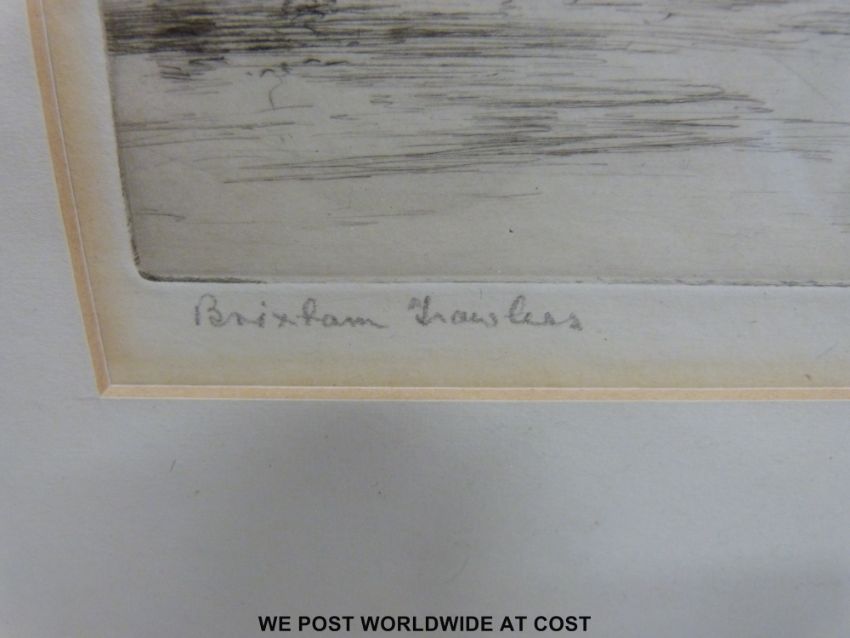 Brixham Trawlers
WE POST WORLDWIDE AT COST